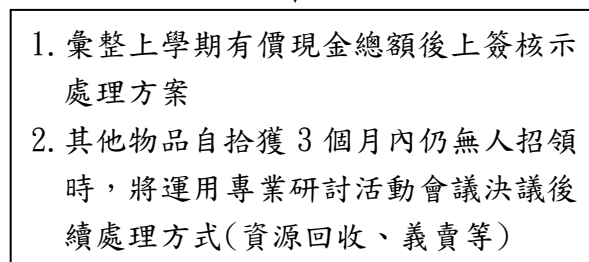 1. 彙整上學期有價現金總額後上簽核示
處理方案
2. 其他物品自拾獲 3 個月內仍無人招領
時，將運用專業研討活動會議決議後
續處理方式(資源回收、義賣等)